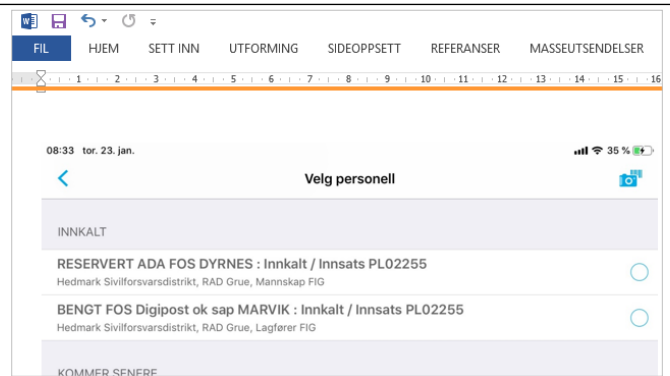 FIL HJEM SETT INN UTFORMING SIDEOPPSETT REFERANSER MASSEUTSENDELSER
1 2 3 4 5 6 7 8 9 10 11 12 13 14 15 16
08:33 tor. 23. jan. 35 %
Velg personell
INNKALT
RESERVERT ADA FOS DYRNES : Innkalt / Innsats PL02255
Hedmark Sivilforsvarsdistrikt, RAD Grue, Mannskap FIG
BENGT FOS Digipost ok sap MARVIK : Innkalt / Innsats PL02255
Hedmark Sivilforsvarsdistrikt, RAD Grue, Lagfører FIG
KOMMER SENERE